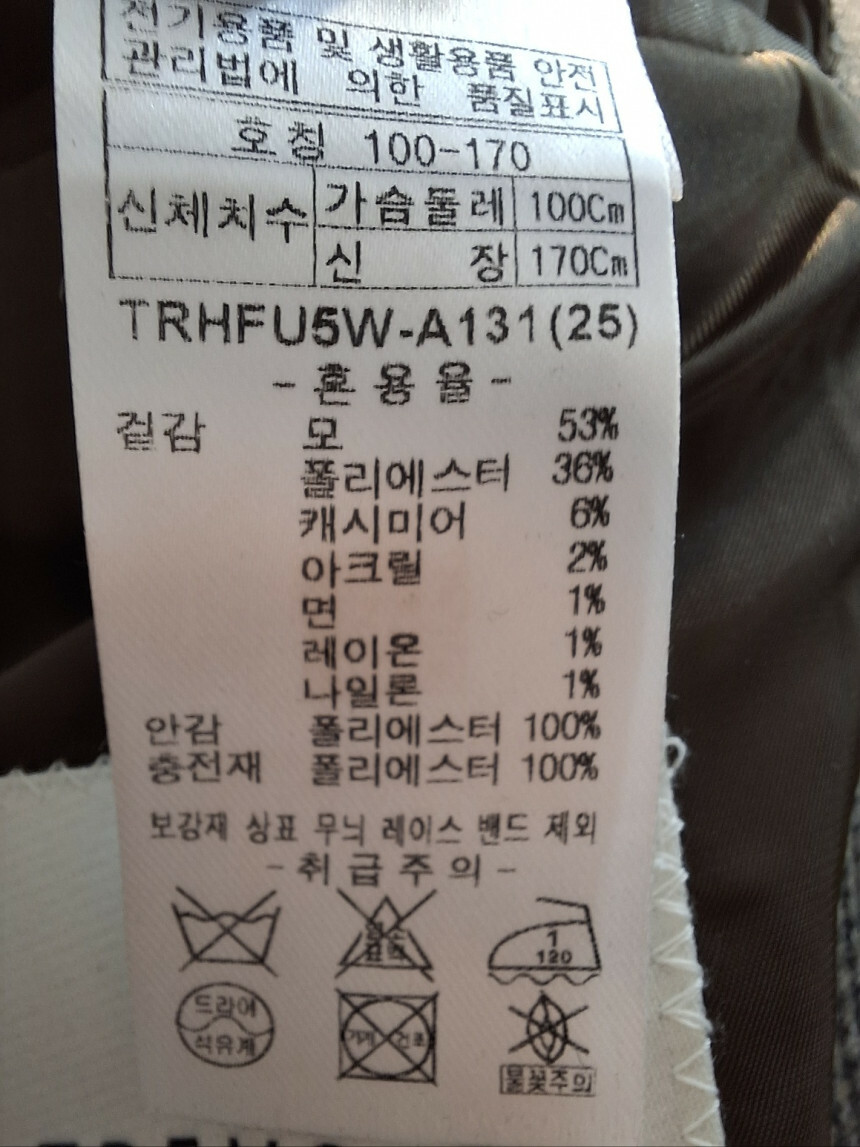 전기용품 및 생활용품 안전
관리법에 의한 품질표시
호칭 100-170
신체치수 가슴둘레 100Cm
신장 170Cm
TRHFU5W-A131(25)
- 혼용율 -
겉감 모 53%
폴리에스터 36%
캐시미어 6%
아크릴 2%
면 1%
레이온 1%
나일론 1%
안감 폴리에스터 100%
충전재 폴리에스터 100%
보강재 상표 무늬 레이스 밴드 제외
- 취급주의 -
염소
표백
1
120
드라이
석유계
기계 건조
불꽃주의